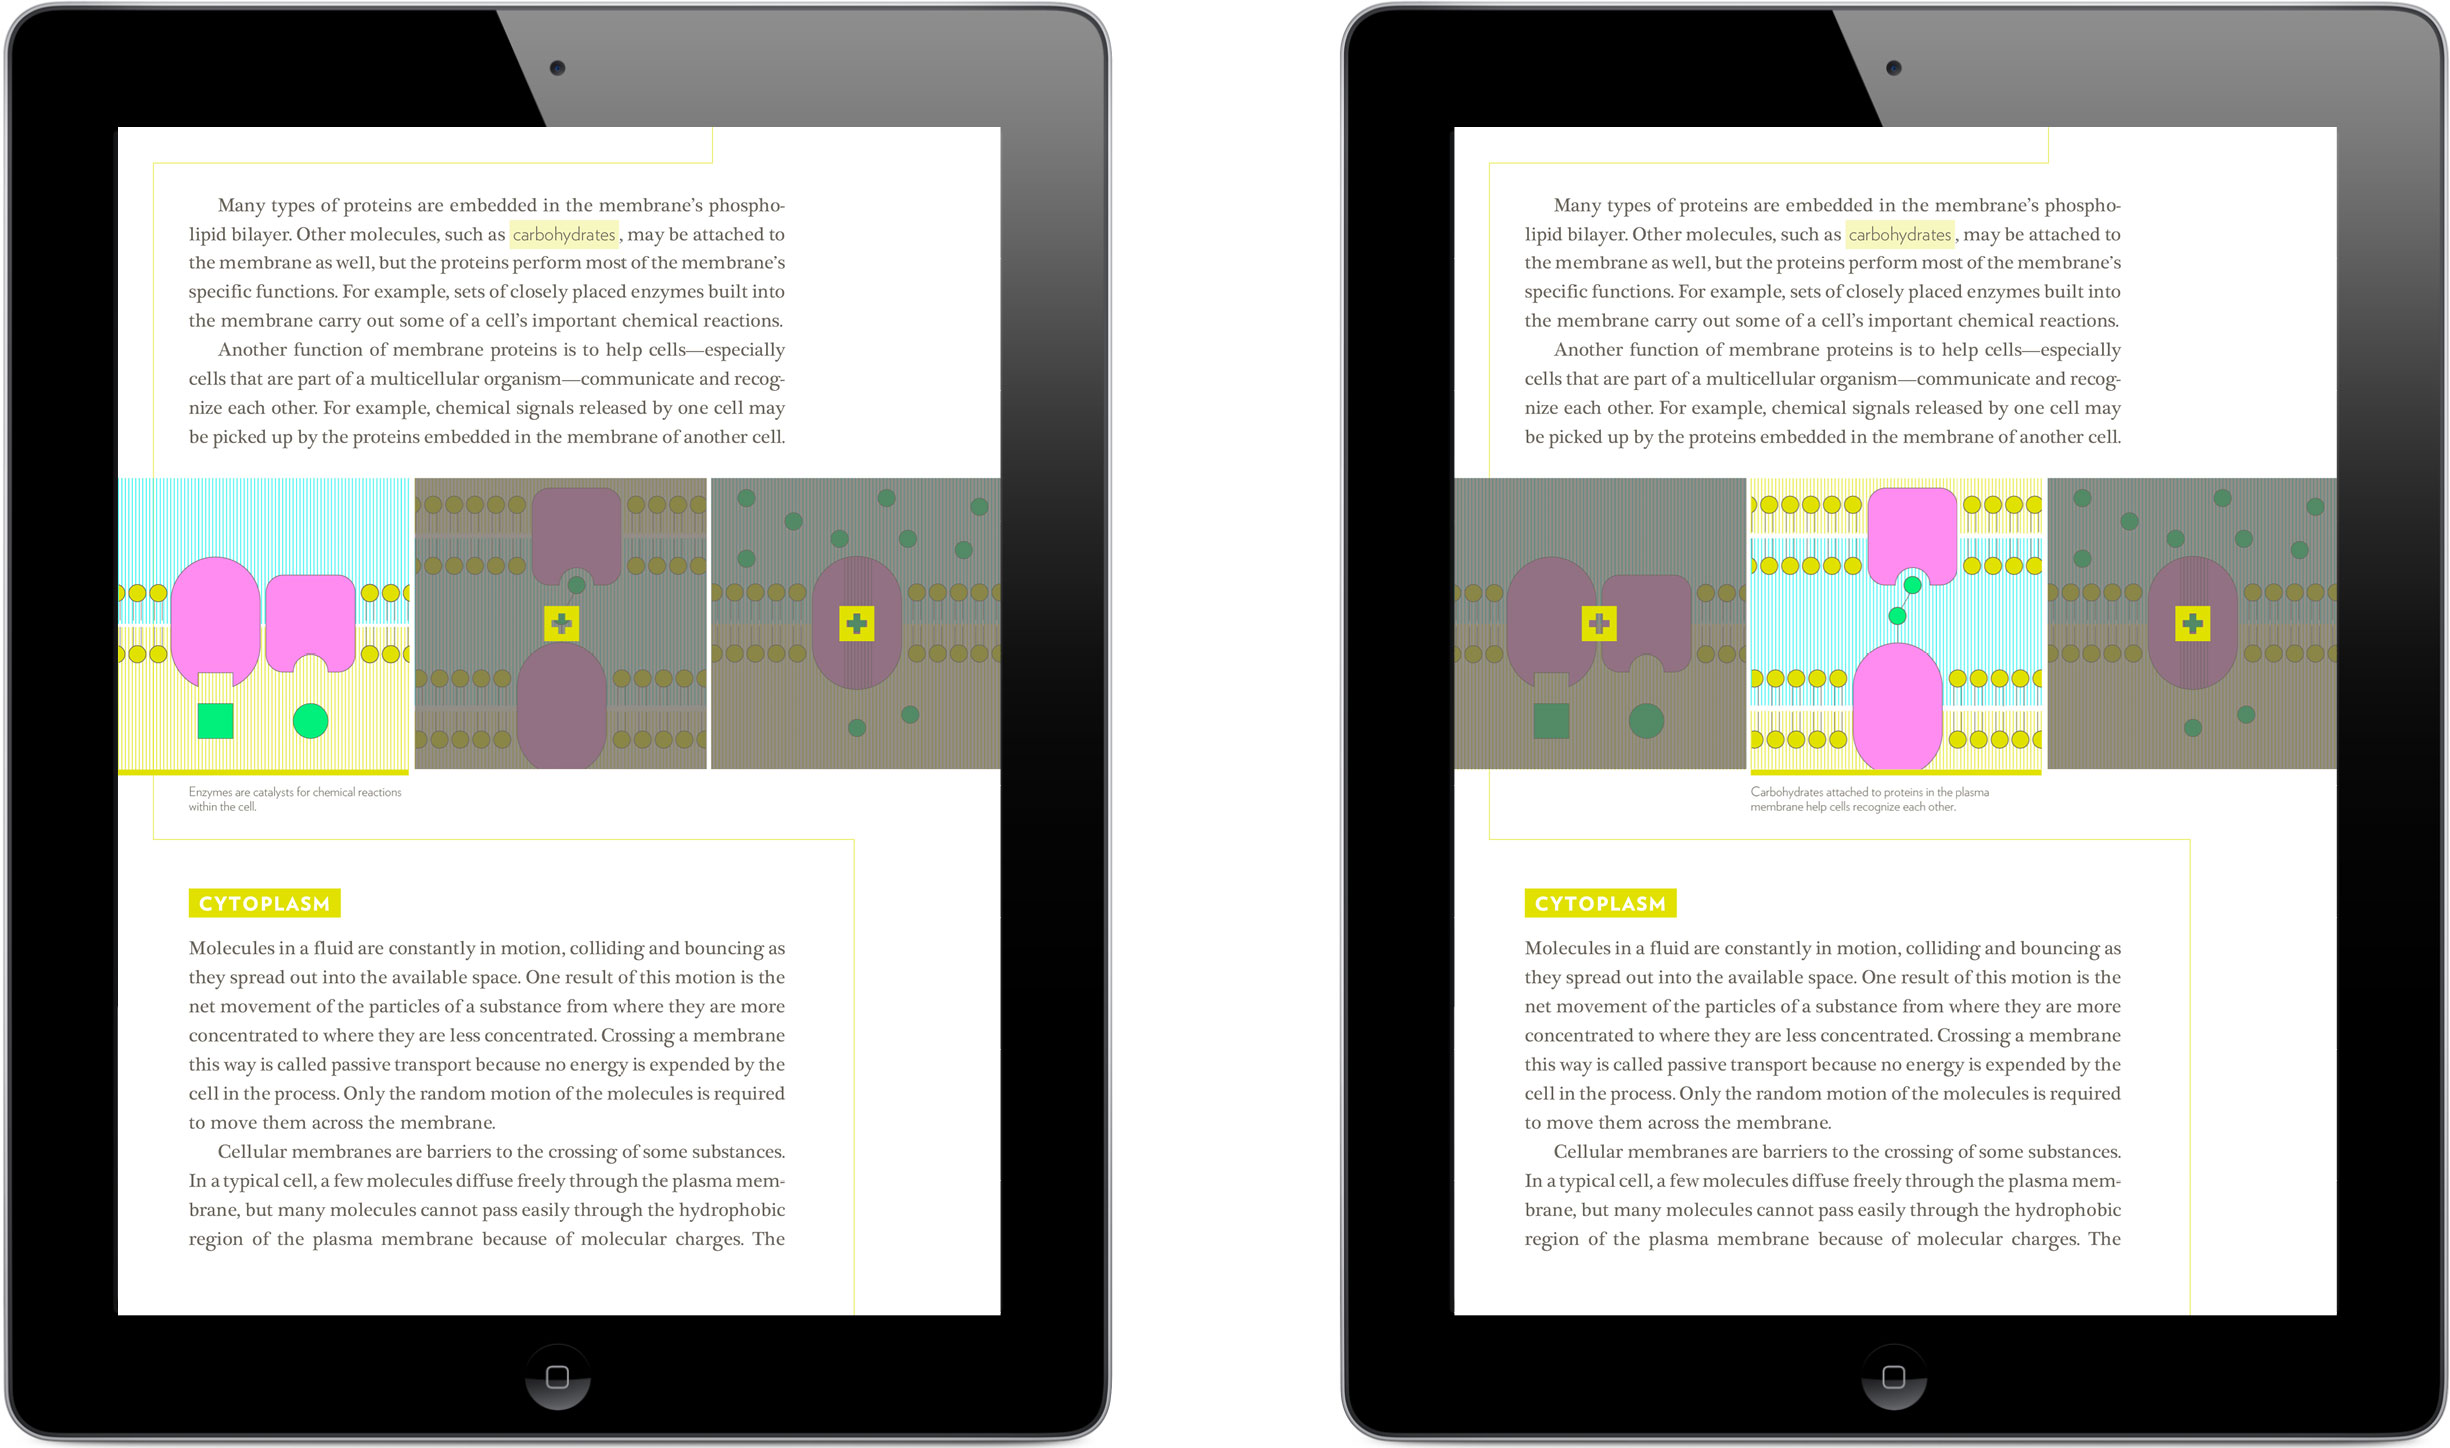 Many types of proteins are embedded in the membrane’s phospho-
lipid bilayer. Other molecules, such as carbohydrates, may be attached to
the membrane as well, but the proteins perform most of the membrane’s
specific functions. For example, sets of closely placed enzymes built into
the membrane carry out some of a cell’s important chemical reactions.
Another function of membrane proteins is to help cells—especially
cells that are part of a multicellular organism—communicate and recog-
nize each other. For example, chemical signals released by one cell may
be picked up by the proteins embedded in the membrane of another cell.
Enzymes are catalysts for chemical reactions
within the cell.
CYTOPLASM
Molecules in a fluid are constantly in motion, colliding and bouncing as
they spread out into the available space. One result of this motion is the
net movement of the particles of a substance from where they are more
concentrated to where they are less concentrated. Crossing a membrane
this way is called passive transport because no energy is expended by the
cell in the process. Only the random motion of the molecules is required
to move them across the membrane.
Cellular membranes are barriers to the crossing of some substances.
In a typical cell, a few molecules diffuse freely through the plasma mem-
brane, but many molecules cannot pass easily through the hydrophobic
region of the plasma membrane because of molecular charges. The
Many types of proteins are embedded in the membrane’s phospho-
lipid bilayer. Other molecules, such as carbohydrates, may be attached to
the membrane as well, but the proteins perform most of the membrane’s
specific functions. For example, sets of closely placed enzymes built into
the membrane carry out some of a cell’s important chemical reactions.
Another function of membrane proteins is to help cells—especially
cells that are part of a multicellular organism—communicate and recog-
nize each other. For example, chemical signals released by one cell may
be picked up by the proteins embedded in the membrane of another cell.
Carbohydrates attached to proteins in the plasma
membrane help cells recognize each other.
CYTOPLASM
Molecules in a fluid are constantly in motion, colliding and bouncing as
they spread out into the available space. One result of this motion is the
net movement of the particles of a substance from where they are more
concentrated to where they are less concentrated. Crossing a membrane
this way is called passive transport because no energy is expended by the
cell in the process. Only the random motion of the molecules is required
to move them across the membrane.
Cellular membranes are barriers to the crossing of some substances.
In a typical cell, a few molecules diffuse freely through the plasma mem-
brane, but many molecules cannot pass easily through the hydrophobic
region of the plasma membrane because of molecular charges. The